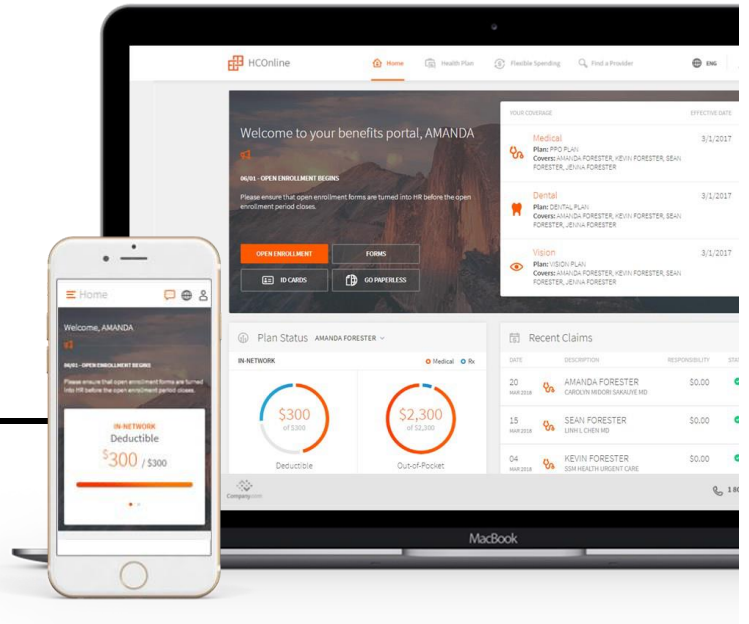 HCOnline
Home
Health Plan
Flexible Spending
Find a Provider
ENG
Welcome to your benefits portal, AMANDA
06/01 - OPEN ENROLLMENT BEGINS
Please ensure that open enrollment forms are turned into HR before the open
enrollment period closes.
OPEN ENROLLMENT
FORMS
ID CARDS
GO PAPERLESS
YOUR COVERAGE
EFFECTIVE DATE
Medical
3/1/2017
Plan: PPO PLAN
Covers: AMANDA FORESTER, KEVIN FORESTER, SEAN
FORESTER, JENNA FORESTER
Dental
3/1/2017
Plan: DENTAL PLAN
Covers: AMANDA FORESTER, KEVIN FORESTER, SEAN
FORESTER, JENNA FORESTER
Vision
3/1/2017
Plan: VISION PLAN
Covers: AMANDA FORESTER, KEVIN FORESTER, SEAN
FORESTER, JENNA FORESTER
Plan Status AMANDA FORESTER
IN-NETWORK
Medical
Rx
$300
of $300
Deductible
$2,300
of $2,300
Out-of-Pocket
Recent Claims
DATE
DESCRIPTION
RESPONSIBILITY
STAT
20
MAR 2018
AMANDA FORESTER
CAROLYN MIDORI SAKAUYE MD
$0.00
15
MAR 2018
SEAN FORESTER
LINH L CHEN MD
$0.00
04
MAR 2018
KEVIN FORESTER
SSM HEALTH URGENT CARE
$0.00
Company
1 80
MacBook
Home
Welcome, AMANDA
06/01 - OPEN ENROLLMENT BEGINS
Please ensure that open enrollment forms are turned
into HR before the open enrollment period closes.
IN-NETWORK
Deductible
$300 / $300